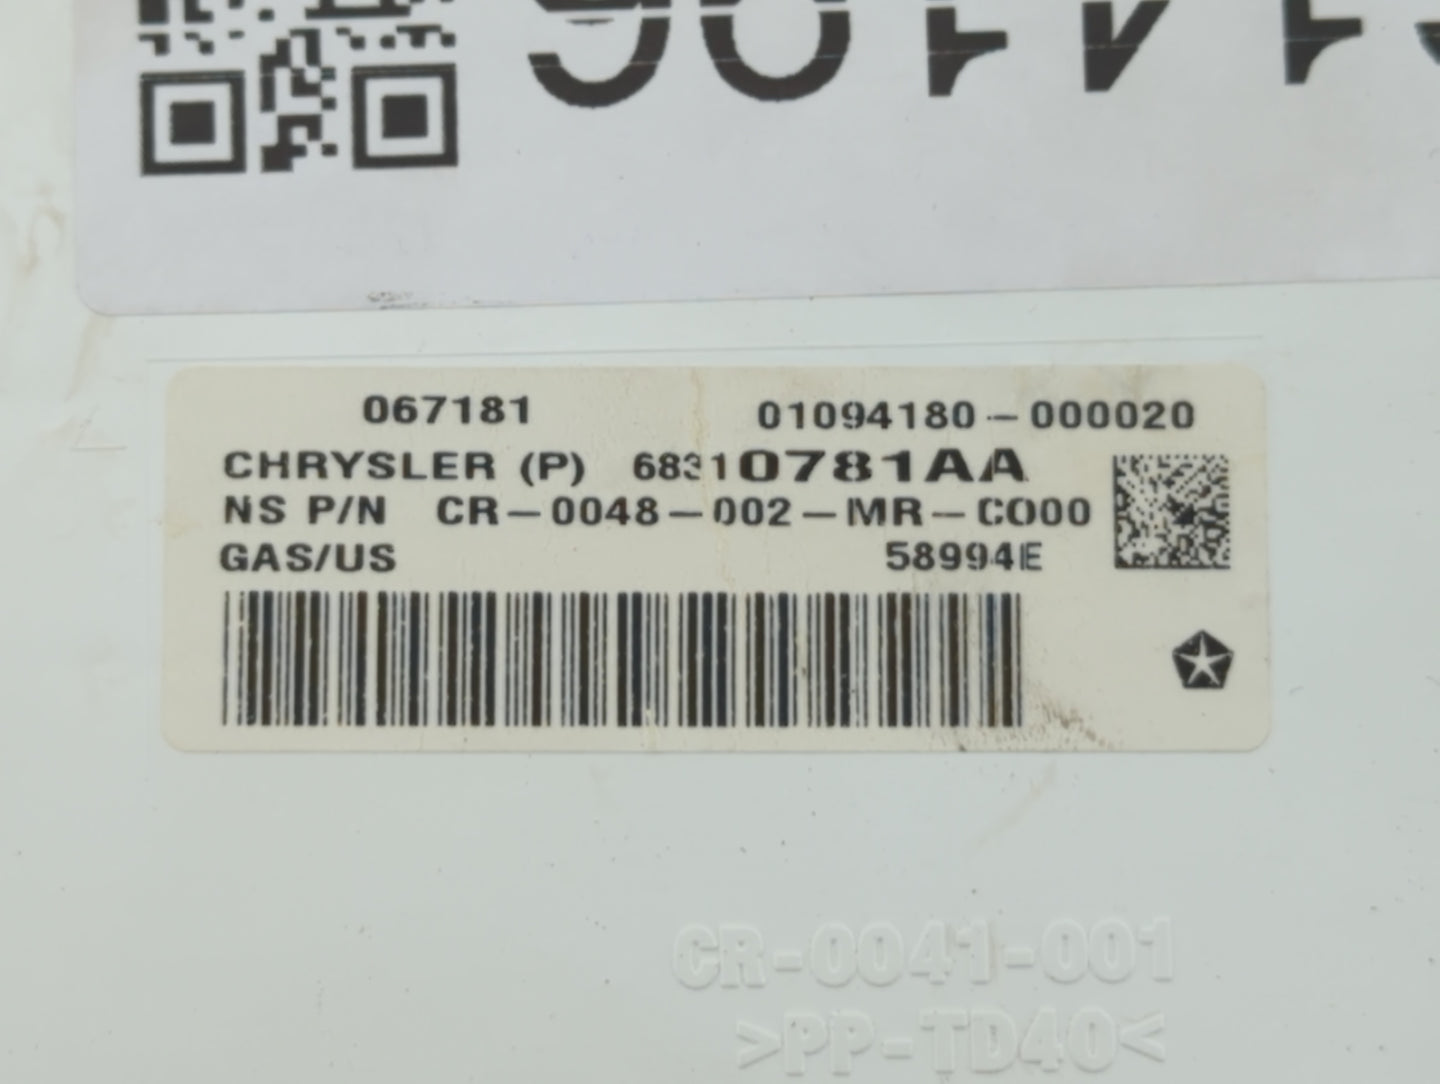 067181 01094180-000020
CHRYSLER (P) 68310781AA
NS P/N CR-0048-002-MR-C000
GAS/US 58994E
CR-0041-001
>PP-TD40<